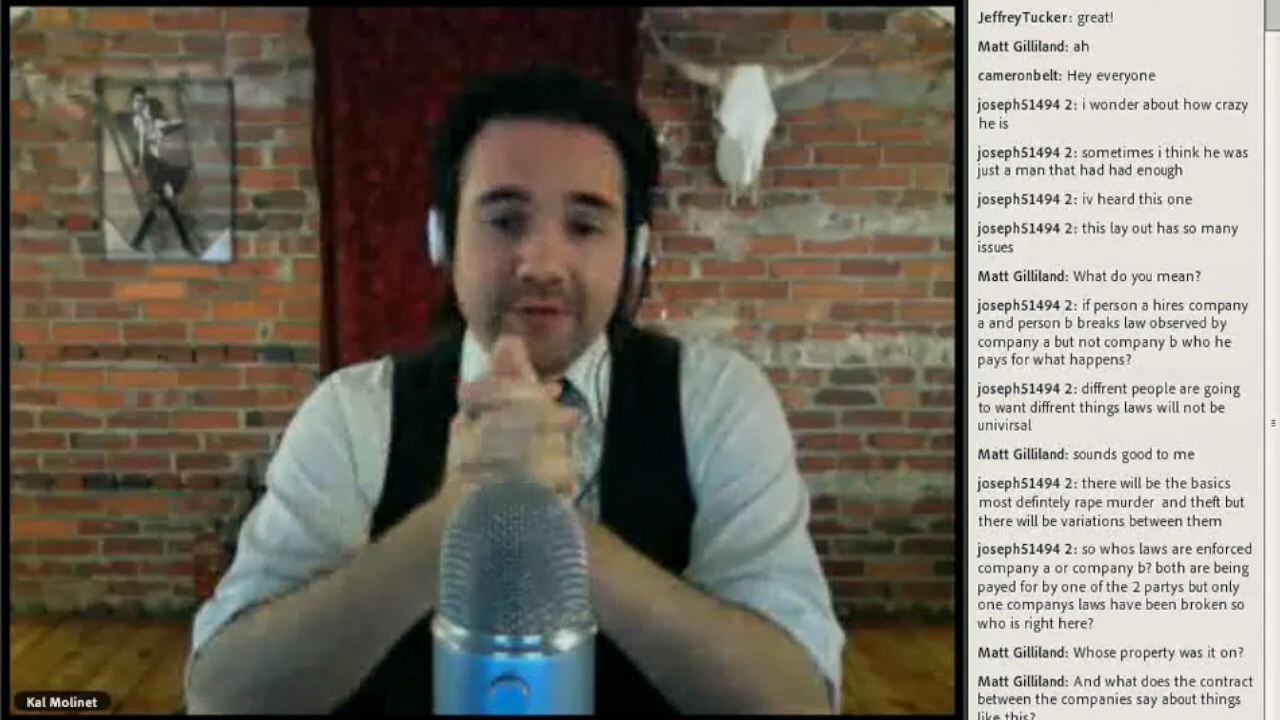 JeffreyTucker: great!
Matt Gilliland: ah
cameronbelt: Hey everyone
joseph51494 2: i wonder about how crazy
he is
joseph51494 2: sometimes i think he was
just a man that had had enough
joseph51494 2: iv heard this one
joseph51494 2: this lay out has so many
issues
Matt Gilliland: What do you mean?
joseph51494 2: if person a hires company
a and person b breaks law observed by
company a but not company b who he
pays for what happens?
joseph51494 2: diffrent people are going
to want diffrent things laws will not be
univirsal
Matt Gilliland: sounds good to me
joseph51494 2: there will be the basics
most defintely rape murder and theft but
there will be variations between them
joseph51494 2: so whos laws are enforced
company a or company b? both are being
payed for by one of the 2 partys but only
one companys laws have been broken so
who is right here?
Matt Gilliland: Whose property was it on?
Matt Gilliland: And what does the contract
between the companies say about things
like this?
Kal Molinet